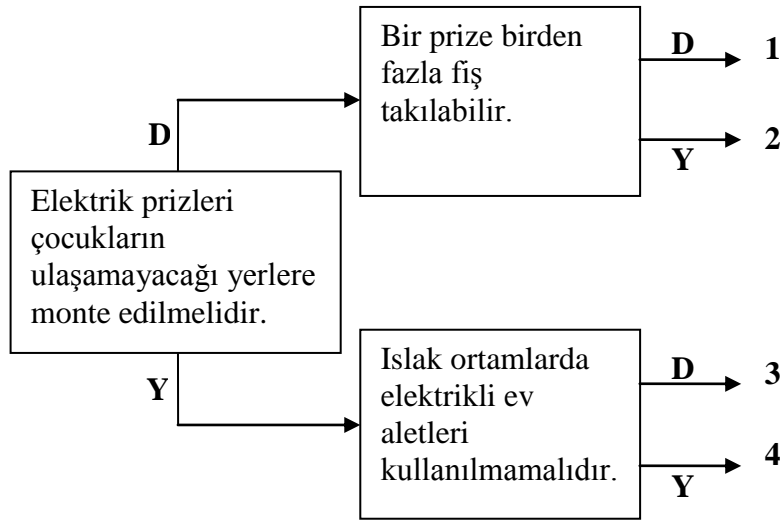 Bir prize birden
fazla fiş
takılabilir.
D
1
Y
2
D
Elektrik prizleri
çocukların
ulaşamayacağı yerlere
monte edilmelidir.
Y
Islak ortamlarda
elektrikli ev
aletleri
kullanılmamalıdır.
D
3
Y
4